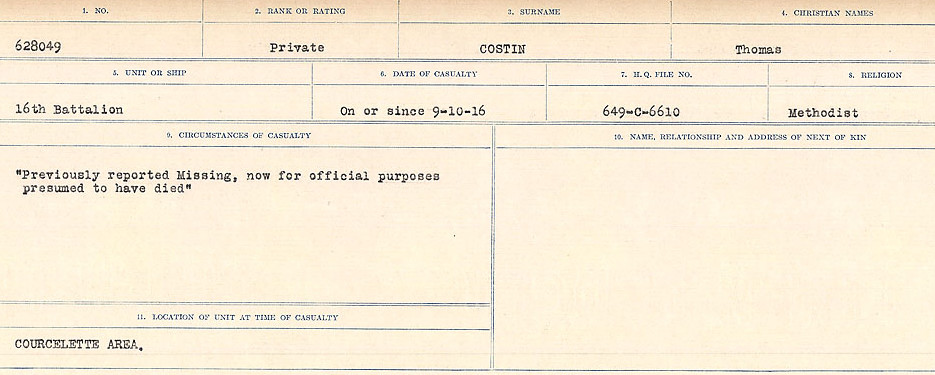 1. NO. 2. RANK OR RATING 3. SURNAME 4. CHRISTIAN NAMES
628049 Private COSTIN Thomas
5. UNIT OR SHIP 6. DATE OF CASUALTY 7. H.Q. FILE NO. 8. RELIGION
16th Battalion On or since 9-10-16 649-C-6610 Methodist
9. CIRCUMSTANCES OF CASUALTY
"Previously reported Missing, now for official purposes
presumed to have died"
10. NAME, RELATIONSHIP AND ADDRESS OF NEXT OF KIN
11. LOCATION OF UNIT AT TIME OF CASUALTY
COURCELETTE AREA.